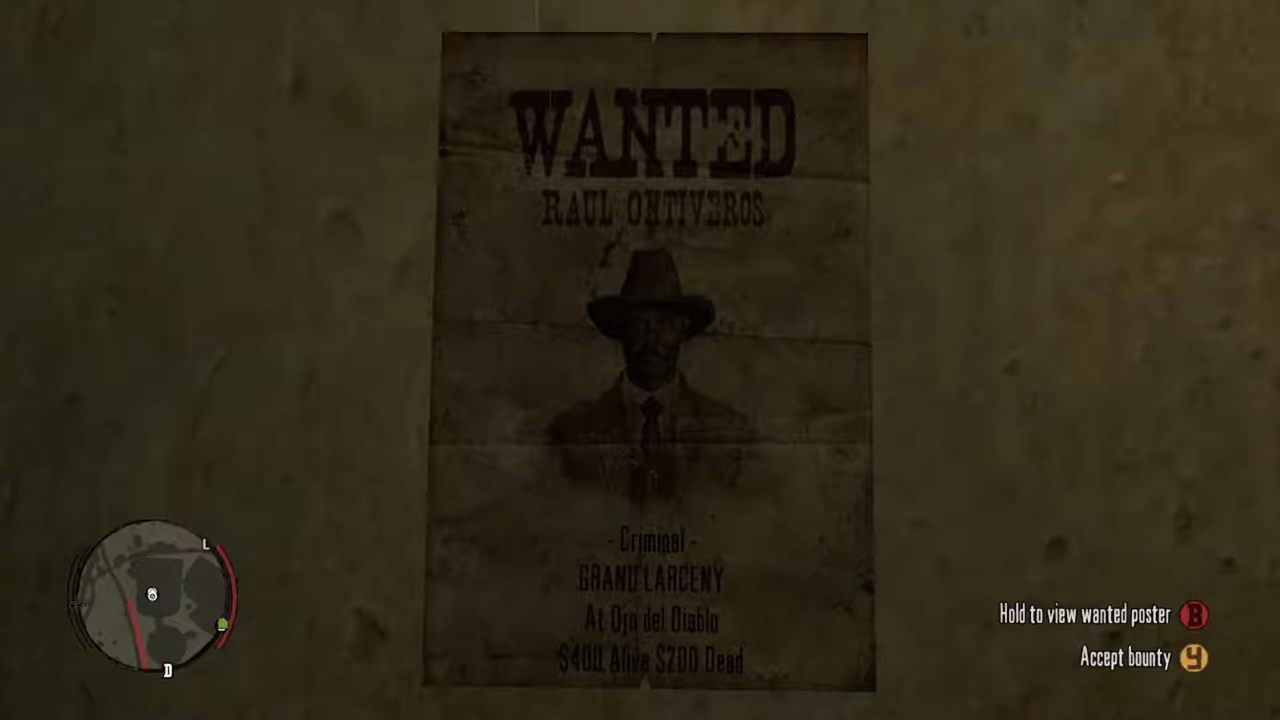 WANTED
RAUL ONTIVEROS
- Criminal -
GRAND LARCENY
At Ojo del Diablo
$400 Alive $200 Dead
Hold to view wanted poster B
Accept bounty Y
L
D